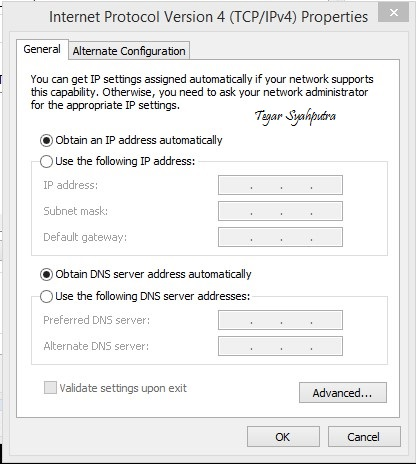 Internet Protocol Version 4 (TCP/IPv4) Properties
General
Alternate Configuration
You can get IP settings assigned automatically if your network supports
this capability. Otherwise, you need to ask your network administrator
for the appropriate IP settings.
Tegar Syahputra
Obtain an IP address automatically
Use the following IP address:
IP address:
Subnet mask:
Default gateway:
Obtain DNS server address automatically
Use the following DNS server addresses:
Preferred DNS server:
Alternate DNS server:
Validate settings upon exit
Advanced...
OK
Cancel